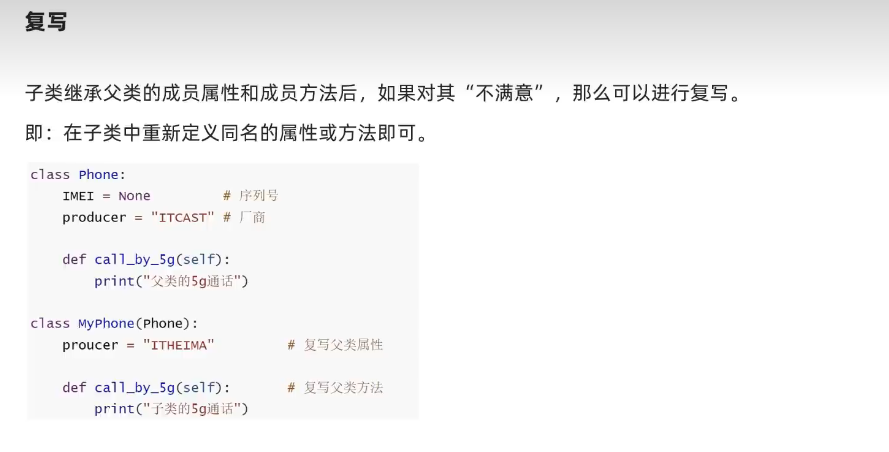 复写
子类继承父类的成员属性和成员方法后，如果对其“不满意”，那么可以进行复写。
即：在子类中重新定义同名的属性或方法即可。
class Phone:
    IMEI = None         # 序列号
    producer = "ITCAST" # 厂商

    def call_by_5g(self):
        print("父类的5g通话")

class MyPhone(Phone):
    proucer = "ITHEIMA"         # 复写父类属性

    def call_by_5g(self):       # 复写父类方法
        print("子类的5g通话")